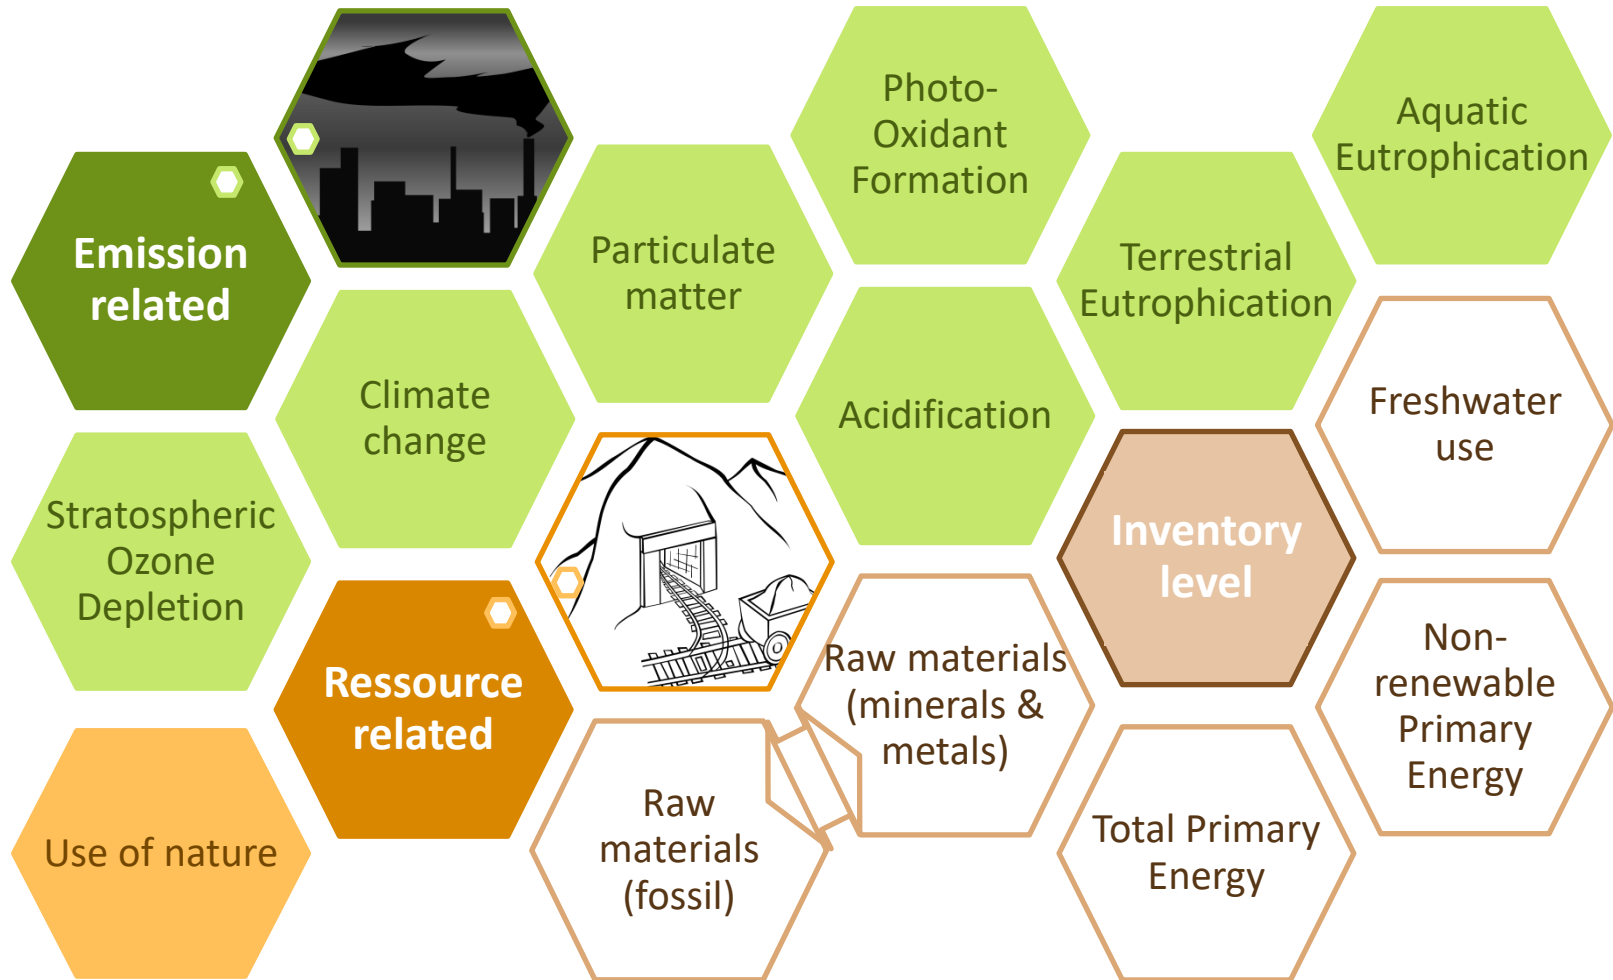 Emission
related
Stratospheric
Ozone
Depletion
Use of nature
Climate
change
Ressource
related
Particulate
matter
Raw
materials
(fossil)
Photo-
Oxidant
Formation
Acidification
Raw materials
(minerals &
metals)
Terrestrial
Eutrophication
Inventory
level
Total Primary
Energy
Aquatic
Eutrophication
Freshwater
use
Non-
renewable
Primary
Energy